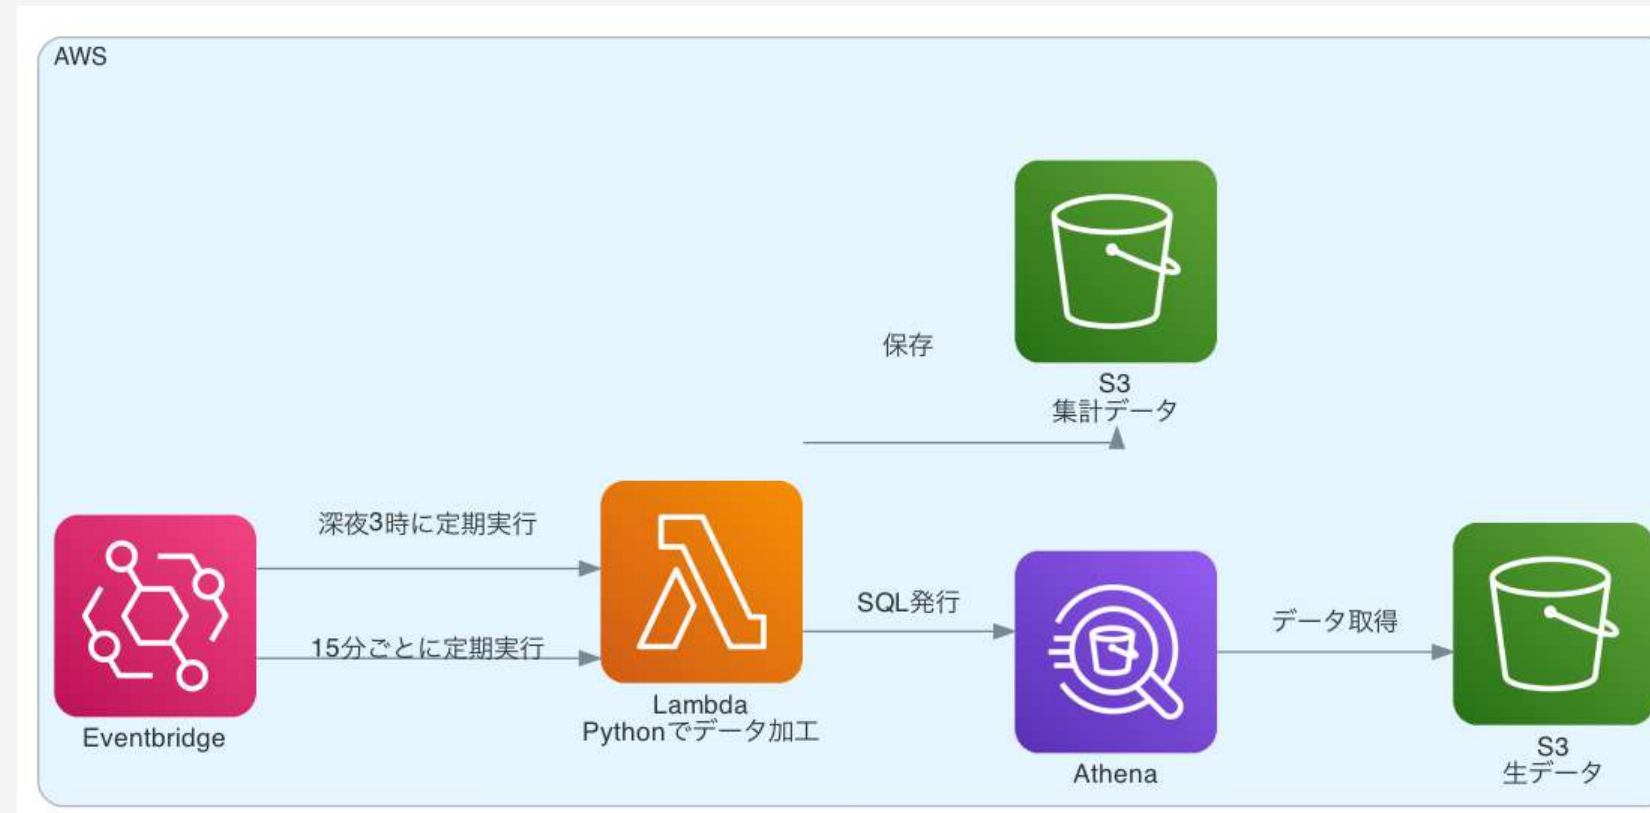 AWS
保存
S3
集計データ
深夜3時に定期実行
15分ごとに定期実行
Eventbridge
Lambda
Pythonでデータ加工
SQL発行
Athena
データ取得
S3
生データ